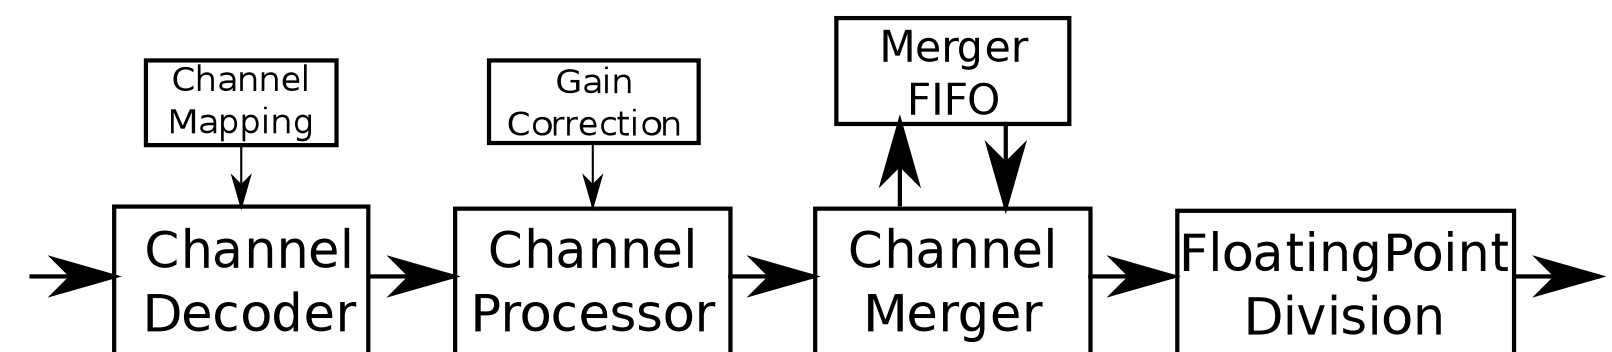 Channel
Mapping
Gain
Correction
Merger
FIFO
Channel
Decoder
Channel
Processor
Channel
Merger
FloatingPoint
Division